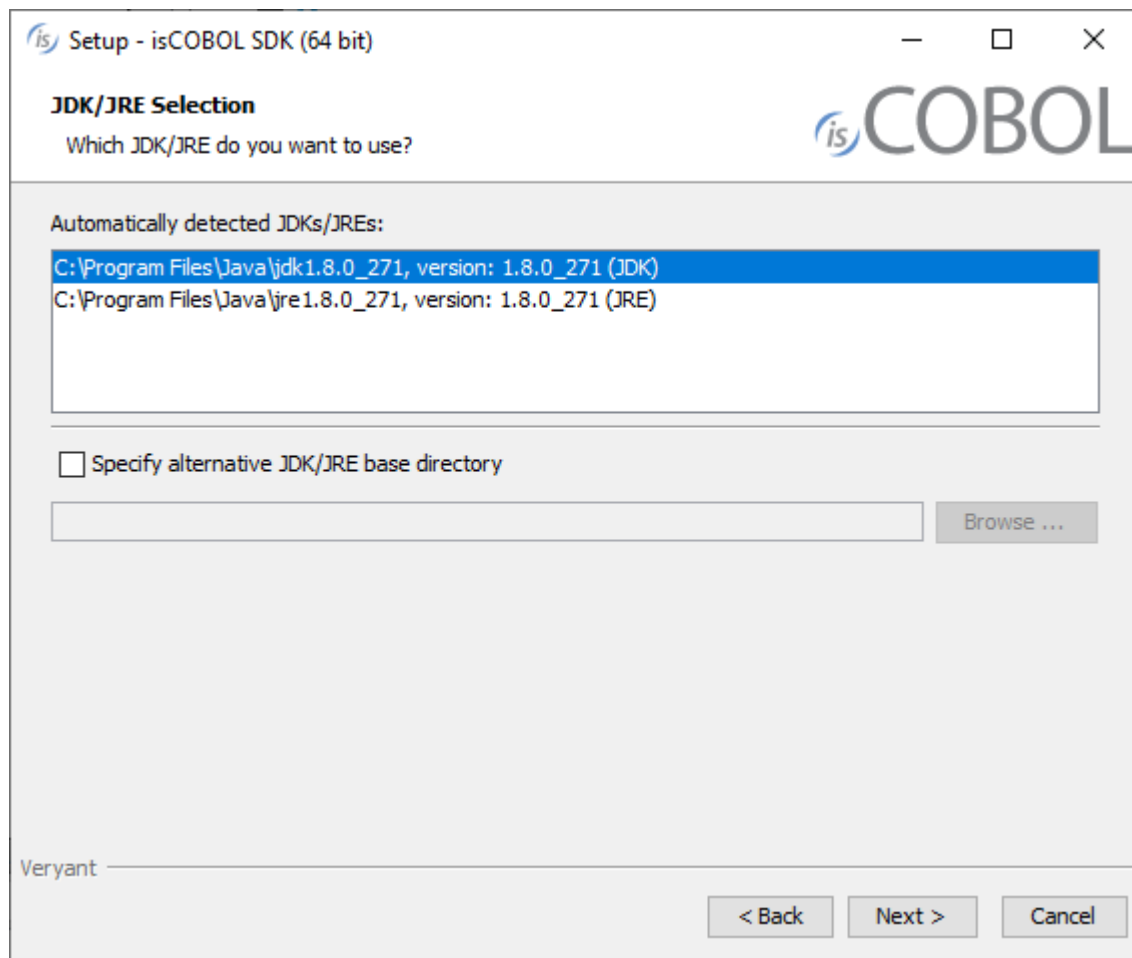 is Setup - isCOBOL SDK (64 bit)
JDK/JRE Selection
Which JDK/JRE do you want to use?
isCOBOL
Automatically detected JDKs/JREs:
C:\Program Files\Java\jdk1.8.0_271, version: 1.8.0_271 (JDK)
C:\Program Files\Java\jre1.8.0_271, version: 1.8.0_271 (JRE)
Specify alternative JDK/JRE base directory
Browse ...
Veryant
< Back Next > Cancel